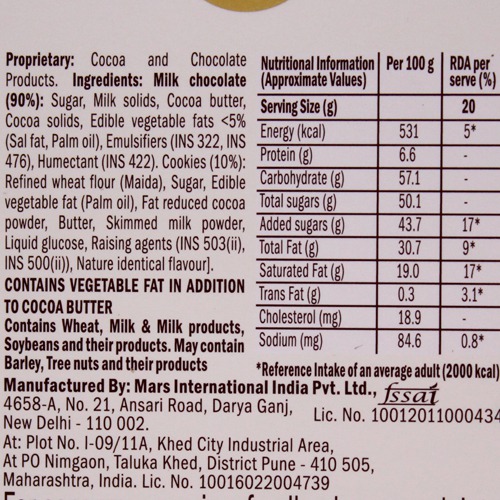 Proprietary: Cocoa and Chocolate
Products. Ingredients: Milk chocolate
(90%): Sugar, Milk solids, Cocoa butter,
Cocoa solids, Edible vegetable fats <5%
(Sal fat, Palm oil), Emulsifiers (INS 322, INS
476), Humectant (INS 422). Cookies (10%):
Refined wheat flour (Maida), Sugar, Edible
vegetable fat (Palm oil), Fat reduced cocoa
powder, Butter, Skimmed milk powder,
Liquid glucose, Raising agents (INS 503(ii),
INS 500(ii)), Nature identical flavour].
CONTAINS VEGETABLE FAT IN ADDITION
TO COCOA BUTTER
Contains Wheat, Milk & Milk products,
Soybeans and their products. May contain
Barley, Tree nuts and their products
Nutritional Information Per 100 g RDA per
(Approximate Values) serve (%)
Serving Size (g) 20
Energy (kcal) 531 5*
Protein (g) 6.6 -
Carbohydrate (g) 57.1 -
Total sugars (g) 50.1 -
Added sugars (g) 43.7 17*
Total Fat (g) 30.7 9*
Saturated Fat (g) 19.0 17*
Trans Fat (g) 0.3 3.1*
Cholesterol (mg) 18.9 -
Sodium (mg) 84.6 0.8*
*Reference Intake of an average adult (2000 kcal)
Manufactured By: Mars International India Pvt. Ltd.,
4658-A, No. 21, Ansari Road, Darya Ganj,
New Delhi - 110 002.
fssai
Lic. No. 1001201100043
At: Plot No. I-09/11A, Khed City Industrial Area,
At PO Nimgaon, Taluka Khed, District Pune - 410 505,
Maharashtra, India. Lic. No. 10016022004739